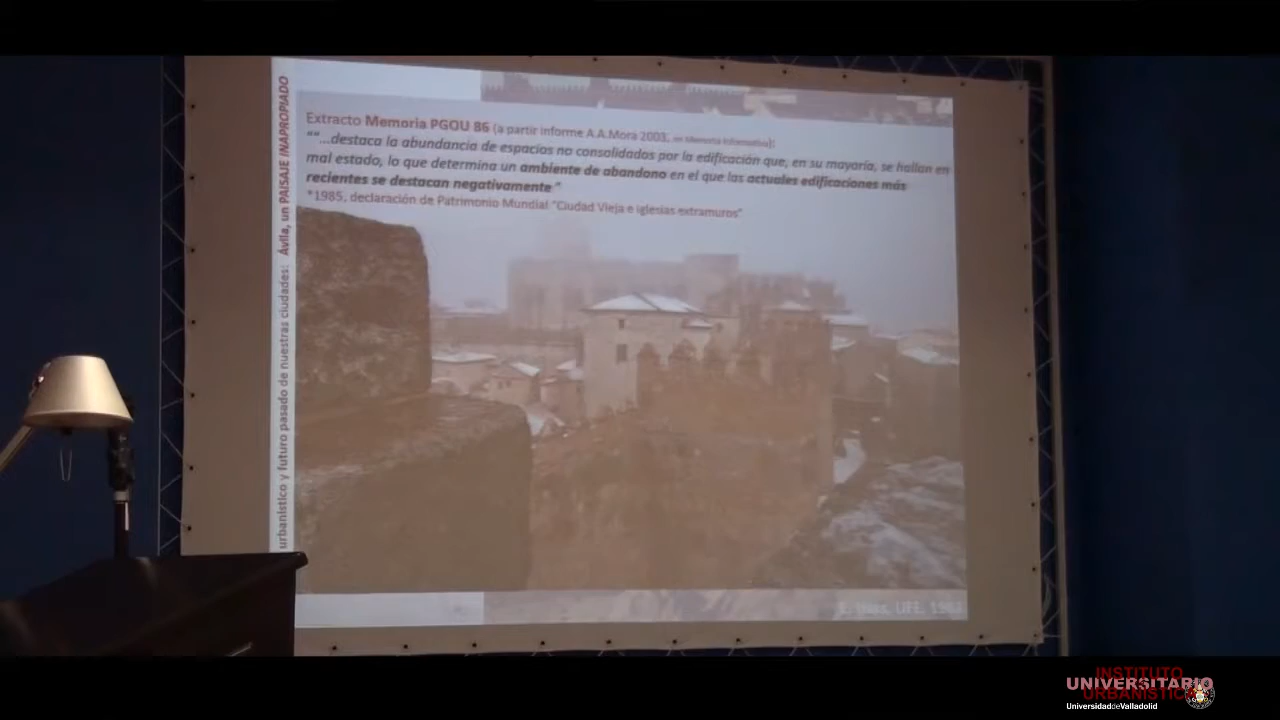 Extracto Memoria PGOU 86 (a partir informe A.A.Mora 2003, en Memoria Informativa):
""...destaca la abundancia de espacios no consolidados por la edificación que, en su mayoría, se hallan en
mal estado, lo que determina un ambiente de abandono en el que las actuales edificaciones más
recientes se destacan negativamente"
*1985, declaración de Patrimonio Mundial "Ciudad Vieja e iglesias extramuros"
urbanístico y futuro pasado de nuestras ciudades: Ávila, un PAISAJE INAPROPIADO
INSTITUTO
UNIVERSITARIO
URBANÍSTICA
UniversidaddeValladolid